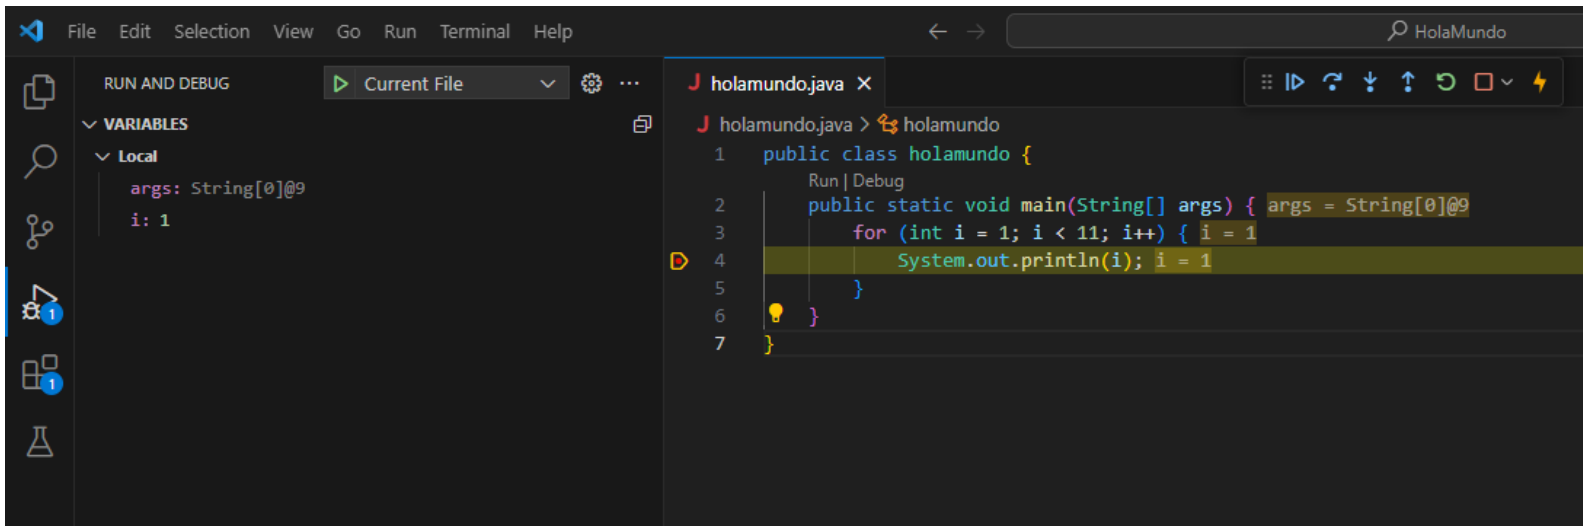 File Edit Selection View Go Run Terminal Help HolaMundo
RUN AND DEBUG Current File
VARIABLES
Local
args: String[0]@9
i: 1
1
1
J holamundo.java
J holamundo.java > holamundo
1 public class holamundo {
Run | Debug
2 public static void main(String[] args) { args = String[0]@9
3 for (int i = 1; i < 11; i++) { i = 1
4 System.out.println(i); i = 1
5 }
6 }
7 }